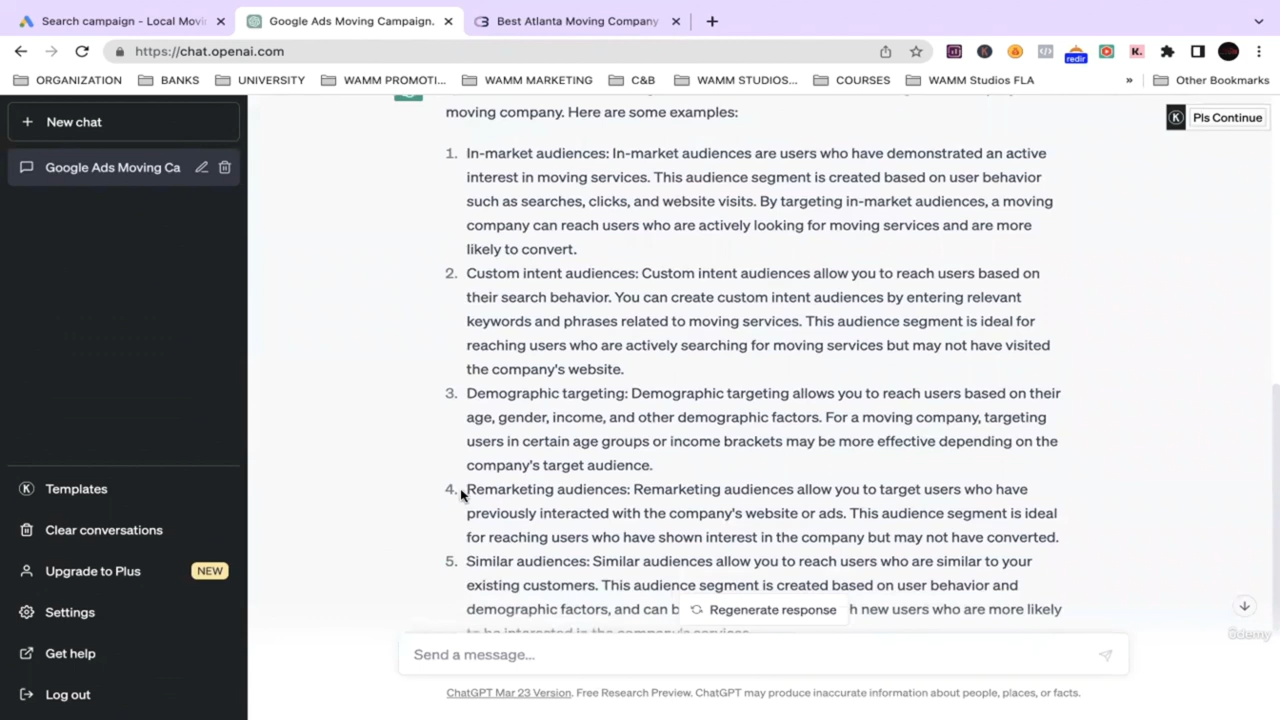 Search campaign - Local Movi
Google Ads Moving Campaign.
Best Atlanta Moving Company
https://chat.openai.com
redir
K.
ORGANIZATION
BANKS
UNIVERSITY
WAMM PROMOTI...
WAMM MARKETING
C&B
WAMM STUDIOS...
COURSES
WAMM Studios FLA
»
Other Bookmarks
+ New chat
Google Ads Moving Ca
Templates
Clear conversations
Upgrade to Plus NEW
Settings
Get help
Log out
Pls Continue
moving company. Here are some examples:
1. In-market audiences: In-market audiences are users who have demonstrated an active
interest in moving services. This audience segment is created based on user behavior
such as searches, clicks, and website visits. By targeting in-market audiences, a moving
company can reach users who are actively looking for moving services and are more
likely to convert.
2. Custom intent audiences: Custom intent audiences allow you to reach users based on
their search behavior. You can create custom intent audiences by entering relevant
keywords and phrases related to moving services. This audience segment is ideal for
reaching users who are actively searching for moving services but may not have visited
the company's website.
3. Demographic targeting: Demographic targeting allows you to reach users based on their
age, gender, income, and other demographic factors. For a moving company, targeting
users in certain age groups or income brackets may be more effective depending on the
company's target audience.
4. Remarketing audiences: Remarketing audiences allow you to target users who have
previously interacted with the company's website or ads. This audience segment is ideal
for reaching users who have shown interest in the company but may not have converted.
5. Similar audiences: Similar audiences allow you to reach users who are similar to your
existing customers. This audience segment is created based on user behavior and
demographic factors, and can b
Regenerate response
h new users who are more likely
to be interested in the company's services.
Send a message...
ChatGPT Mar 23 Version. Free Research Preview. ChatGPT may produce inaccurate information about people, places, or facts.
ûdemy